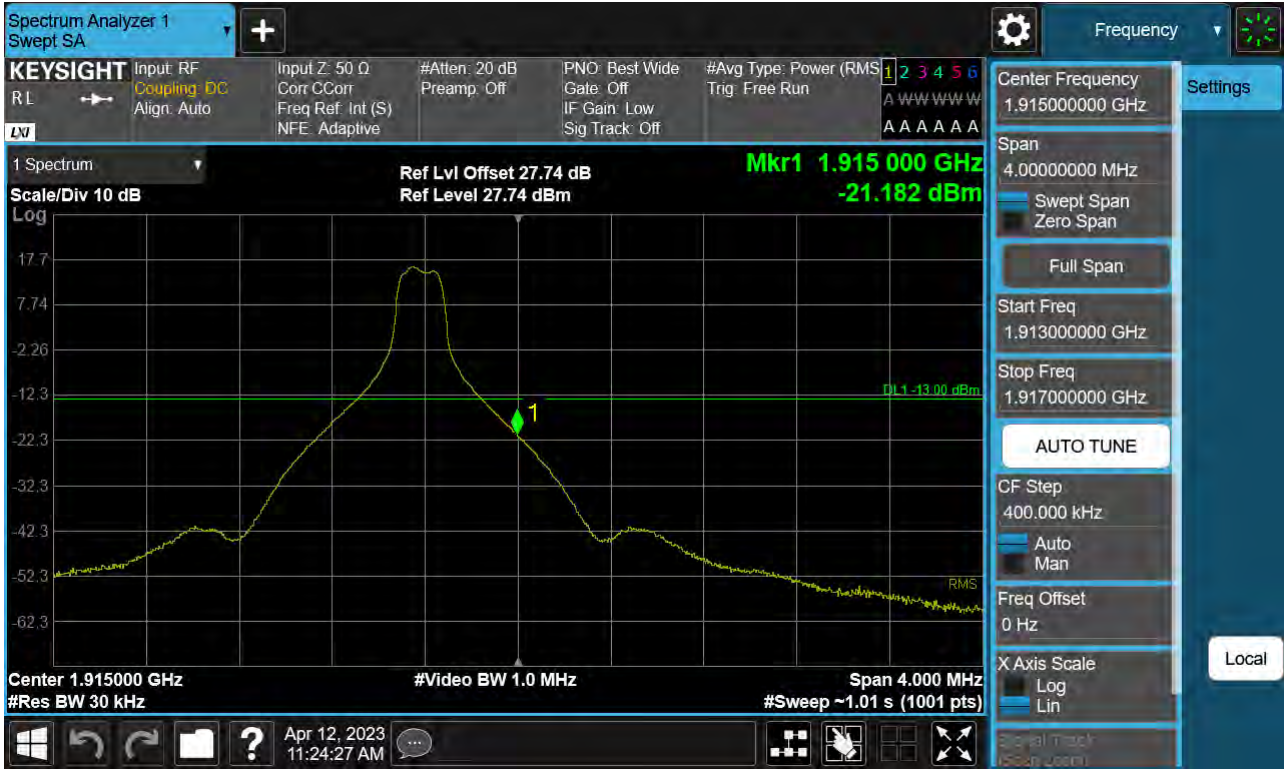 Spectrum Analyzer 1
Swept SA
+
Frequency
KEYSIGHT
RL
LXI
Input: RF
Coupling: DC
Align: Auto
Input Z: 50 Ω
Corr CCorr
Freq Ref: Int (S)
NFE: Adaptive
#Atten: 20 dB
Preamp: Off
PNO: Best Wide
Gate: Off
IF Gain: Low
Sig Track: Off
#Avg Type: Power (RMS
Trig: Free Run
1 2 3 4 5 6
A W W W W W
A A A A A A
Center Frequency
1.915000000 GHz
Settings
Span
4.00000000 MHz
Swept Span
Zero Span
Full Span
Start Freq
1.913000000 GHz
Stop Freq
1.917000000 GHz
AUTO TUNE
CF Step
400.000 kHz
Auto
Man
Freq Offset
0 Hz
X Axis Scale
Log
Lin
Local
1 Spectrum
Scale/Div 10 dB
Log
Ref Lvl Offset 27.74 dB
Ref Level 27.74 dBm
Mkr1 1.915 000 GHz
-21.182 dBm
17.7
7.74
-2.26
-12.3
-22.3
-32.3
-42.3
-52.3
-62.3
DL1 -13.00 dBm
1
RMS
Center 1.915000 GHz
#Video BW 1.0 MHz
Span 4.000 MHz
#Res BW 30 kHz
#Sweep ~1.01 s (1001 pts)
?
Apr 12, 2023
11:24:27 AM